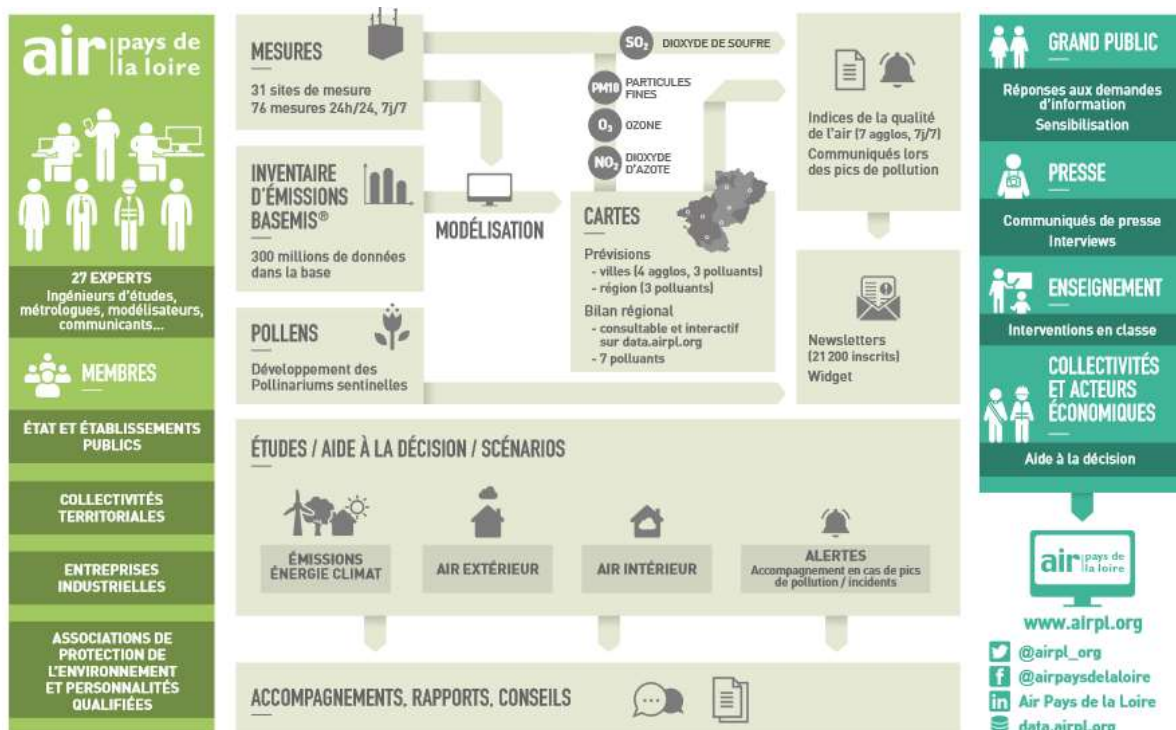 air pays de
la loire
27 EXPERTS
Ingénieurs d'études,
métrologues, modélisateurs,
communicants...
MEMBRES
ÉTAT ET ÉTABLISSEMENTS
PUBLICS
COLLECTIVITÉS
TERRITORIALES
ENTREPRISES
INDUSTRIELLES
ASSOCIATIONS DE
PROTECTION DE
L'ENVIRONNEMENT
ET PERSONNALITÉS
QUALIFIÉES
MESURES
31 sites de mesure
76 mesures 24h/24, 7j/7
INVENTAIRE
D'ÉMISSIONS
BASEMIS®
300 millions de données
dans la base
POLLENS
Développement des
Pollinariums sentinelles
MODÉLISATION
SO₂ DIOXYDE DE SOUFRE
PM10 PARTICULES
FINES
O₃ OZONE
NO₂ DIOXYDE
D'AZOTE
CARTES
Prévisions
- villes (4 agglos, 3 polluants)
- région (3 polluants)
Bilan régional
- consultable et interactif
sur data.airpl.org
- 7 polluants
Indices de la qualité
de l'air (7 agglos, 7j/7)
Communiqués lors
des pics de pollution
Newsletters
(21 200 inscrits)
Widget
ÉTUDES / AIDE À LA DÉCISION / SCÉNARIOS
ÉMISSIONS
ÉNERGIE CLIMAT
AIR EXTÉRIEUR
AIR INTÉRIEUR
ALERTES
Accompagnement en cas de pics
de pollution / incidents
ACCOMPAGNEMENTS, RAPPORTS, CONSEILS
GRAND PUBLIC
Réponses aux demandes
d'information
Sensibilisation
PRESSE
Communiqués de presse
Interviews
ENSEIGNEMENT
Interventions en classe
COLLECTIVITÉS
ET ACTEURS
ÉCONOMIQUES
Aide à la décision
air pays de
la loire
www.airpl.org
@airpl_org
@airpaysdelaloire
Air Pays de la Loire
data.airpl.org